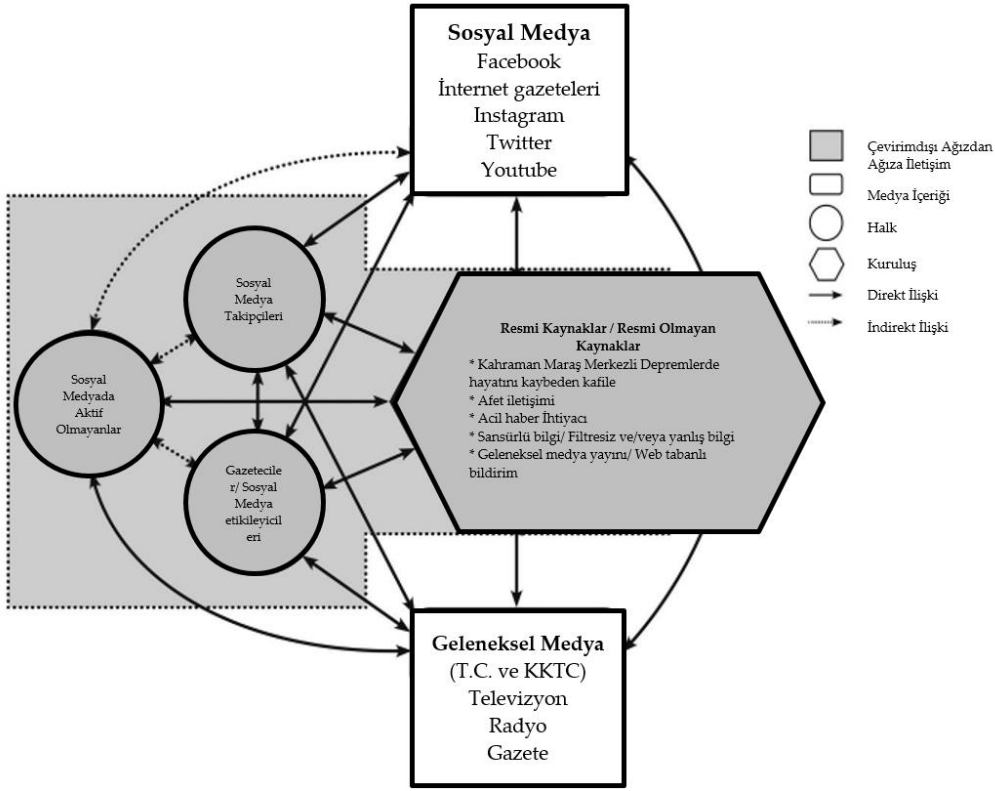 Sosyal Medya
Facebook
İnternet gazeteleri
Instagram
Twitter
Youtube
Çevirimdışı Ağızdan
Ağıza İletişim
Medya İçeriği
Halk
Kuruluş
Direkt İlişki
İndirekt İlişki
Sosyal
Medya
Takipçileri
Sosyal
Medyada
Aktif
Olmayanlar
Gazetecile
r/ Sosyal
Medya
etikileyicil
eri
Resmi Kaynaklar / Resmi Olmayan
Kaynaklar
* Kahraman Maraş Merkezli Depremlerde
hayatını kaybeden kafile
* Afet iletişimi
* Acil haber İhtiyacı
* Sansürlü bilgi/ Filtresiz ve/veya yanlış bilgi
* Geleneksel medya yayını/ Web tabanlı
bildirim
Geleneksel Medya
(T.C. ve KKTC)
Televizyon
Radyo
Gazete